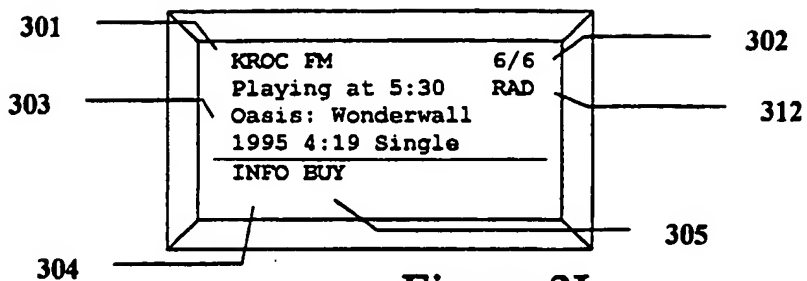 301
302
KROC FM 6/6
Playing at 5:30 RAD
303
312
Oasis: Wonderwall
1995 4:19 Single
INFO BUY
305
304